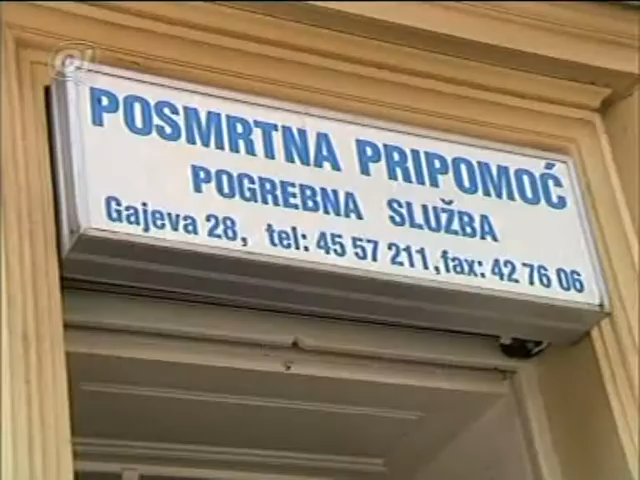 POSMRTNA PRIPOMOĆ
POGREBNA SLUŽBA
Gajeva 28, tel: 45 57 211, fax: 42 76 06